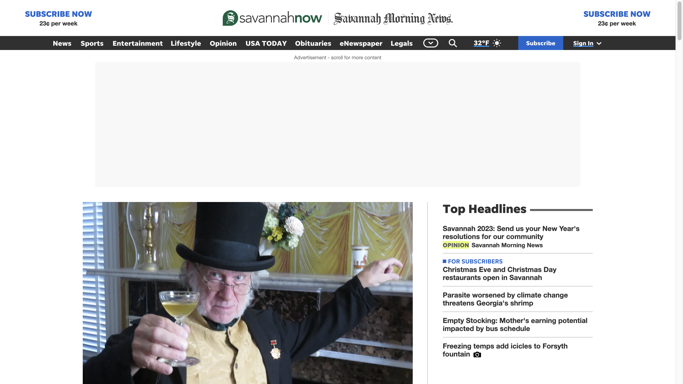 SUBSCRIBE NOW
23¢ per week
savannahnow
Savannah Morning News.
SUBSCRIBE NOW
23¢ per week
News Sports Entertainment Lifestyle Opinion USA TODAY Obituaries eNewspaper Legals 32°F Subscribe Sign In
Advertisement - scroll for more content
Top Headlines
Savannah 2023: Send us your New Year's
resolutions for our community
OPINION Savannah Morning News
FOR SUBSCRIBERS
Christmas Eve and Christmas Day
restaurants open in Savannah
Parasite worsened by climate change
threatens Georgia's shrimp
Empty Stocking: Mother's earning potential
impacted by bus schedule
Freezing temps add icicles to Forsyth
fountain